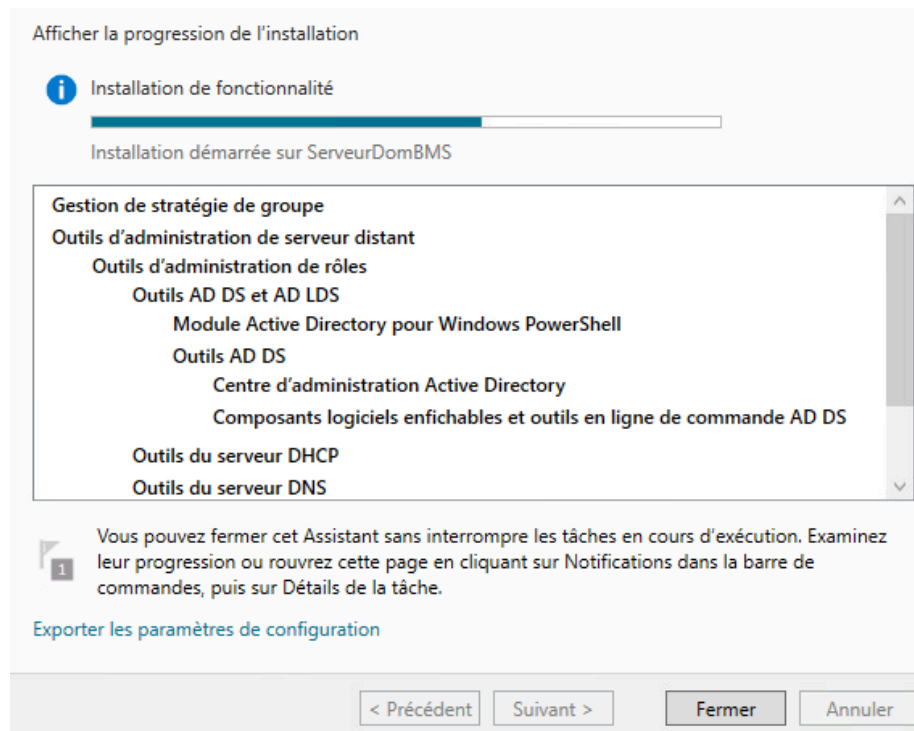 Afficher la progression de l'installation
Installation de fonctionnalité
Installation démarrée sur ServeurDomBMS
Gestion de stratégie de groupe
Outils d'administration de serveur distant
Outils d'administration de rôles
Outils AD DS et AD LDS
Module Active Directory pour Windows PowerShell
Outils AD DS
Centre d'administration Active Directory
Composants logiciels enfichables et outils en ligne de commande AD DS
Outils du serveur DHCP
Outils du serveur DNS
Vous pouvez fermer cet Assistant sans interrompre les tâches en cours d'exécution. Examinez
1 leur progression ou rouvrez cette page en cliquant sur Notifications dans la barre de
commandes, puis sur Détails de la tâche.
Exporter les paramètres de configuration
< Précédent Suivant > Fermer Annuler